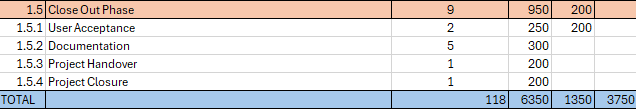 1.5 Close Out Phase 9 950 200
1.5.1 User Acceptance 2 250 200
1.5.2 Documentation 5 300
1.5.3 Project Handover 1 200
1.5.4 Project Closure 1 200
TOTAL 118 6350 1350 3750